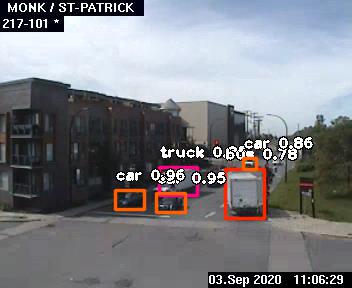 MONK / ST-PATRICK
217-101 *
car 0.86
truck 0.
0.78
car 0.96
0.95
03.Sep 2020 11:06:29